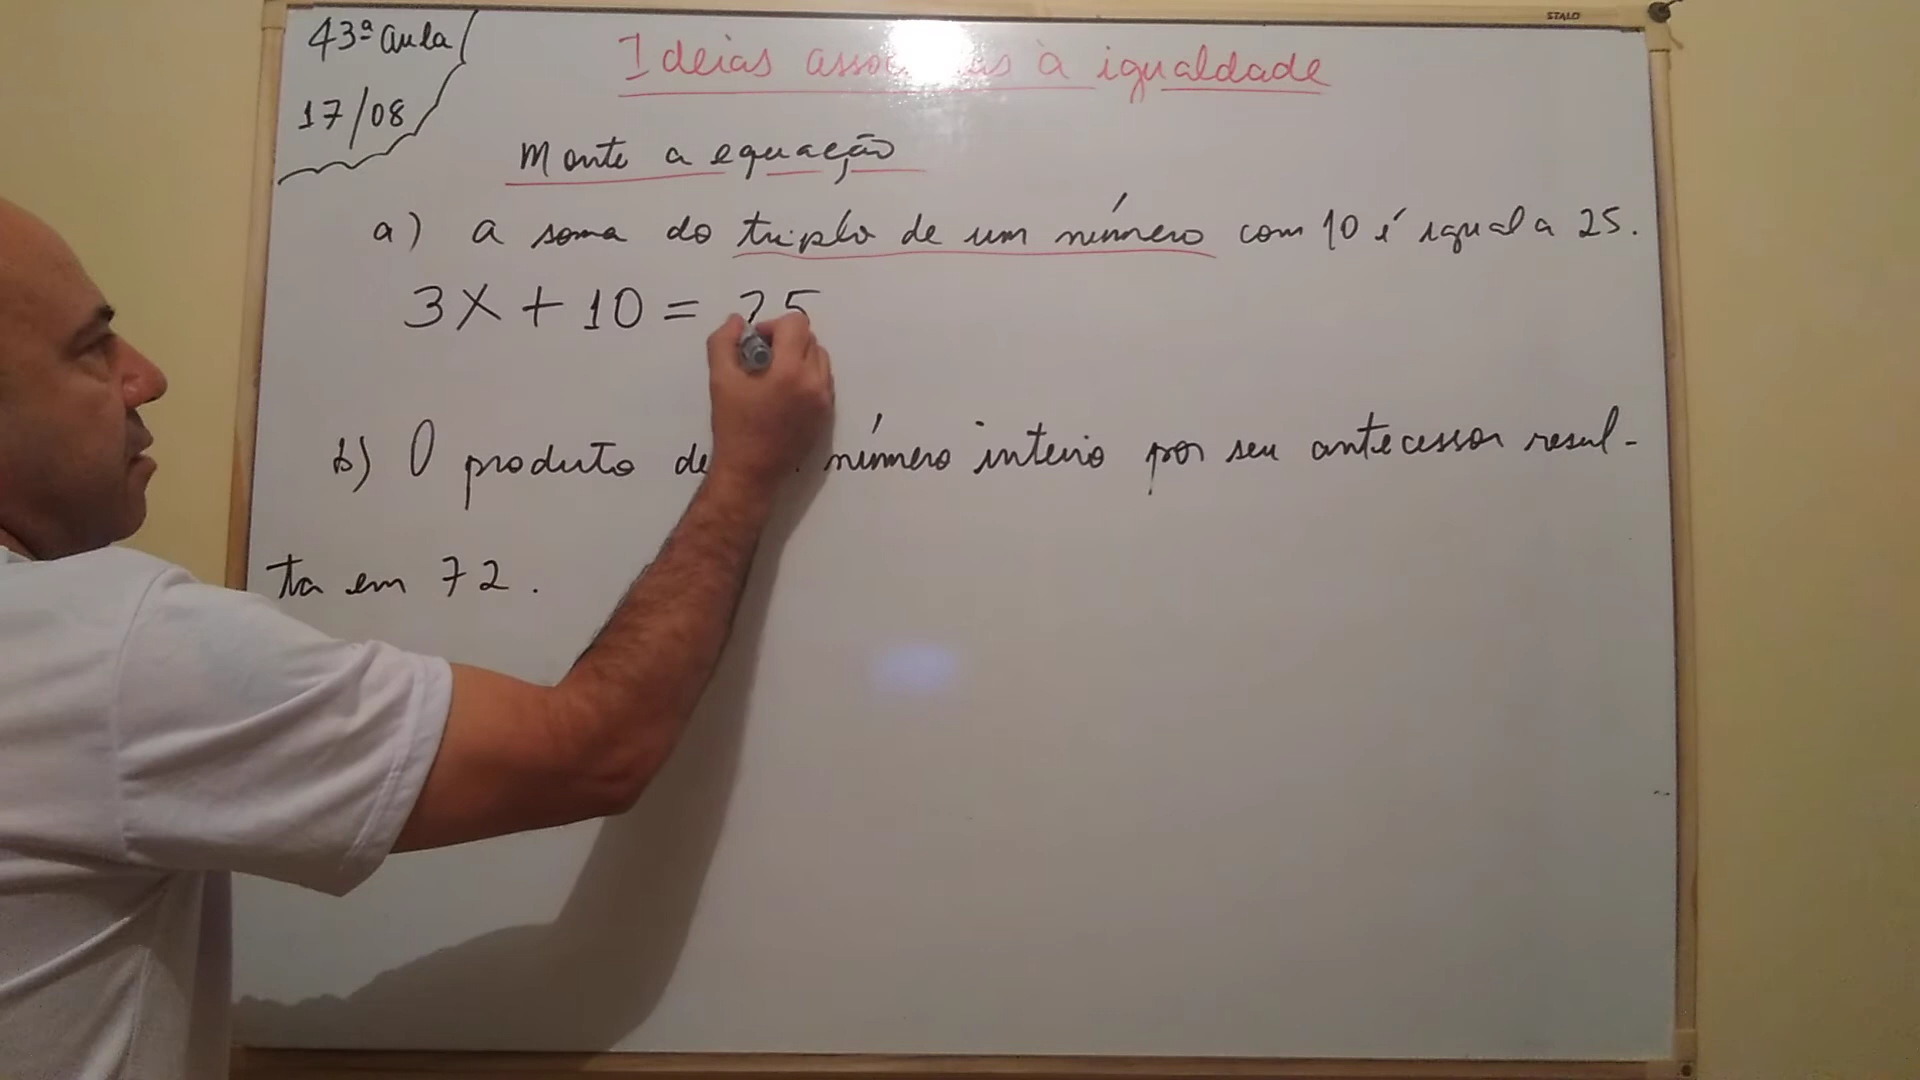 STALO
43ª aula
17/08
Ideias à igualdade
Monte a equação
a) a soma do triplo de um número com 10 é igual a 25.
3x + 10 = 25
b) O produto de número inteiro por seu antecessor resul-
ta em 72.